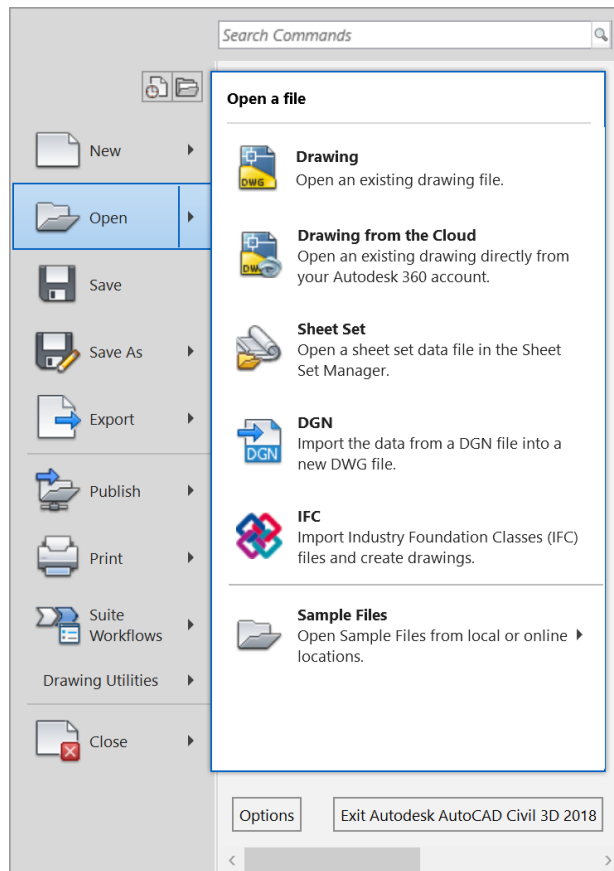 Search Commands
Open a file
New
Open
Save
Save As
Export
Publish
Print
Suite
Workflows
Drawing Utilities
Close
DWG
Drawing
Open an existing drawing file.
DW
Drawing from the Cloud
Open an existing drawing directly from
your Autodesk 360 account.
Sheet Set
Open a sheet set data file in the Sheet
Set Manager.
DGN
DGN
Import the data from a DGN file into a
new DWG file.
IFC
Import Industry Foundation Classes (IFC)
files and create drawings.
Sample Files
Open Sample Files from local or online
locations.
Options
Exit Autodesk AutoCAD Civil 3D 2018